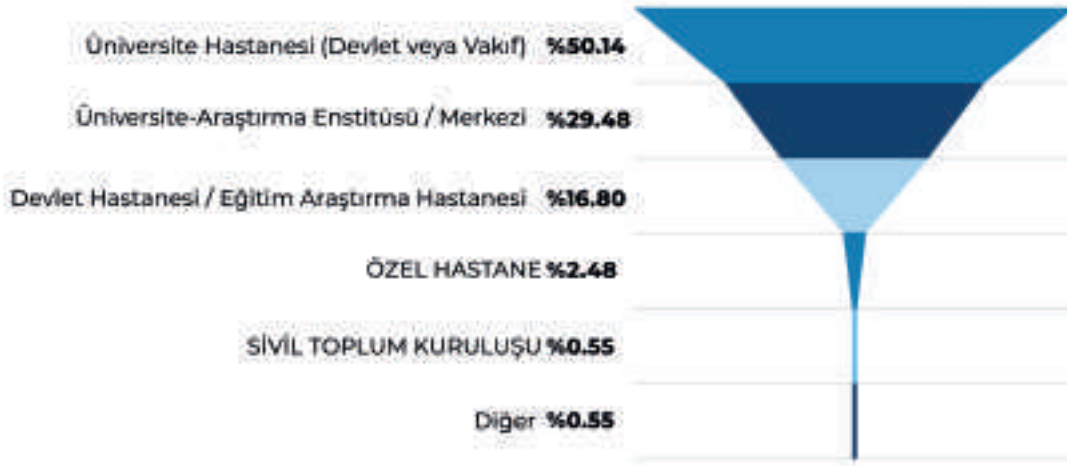 Üniversite Hastanesi (Devlet veya Vakıf) %50.14
Üniversite-Araştırma Enstitüsü / Merkezi %29.48
Devlet Hastanesi / Eğitim Araştırma Hastanesi %16.80
ÖZEL HASTANE %2.48
SİVİL TOPLUM KURULUŞU %0.55
Diğer %0.55